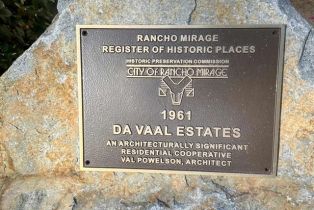 RANCHO MIRAGE
REGISTER OF HISTORIC PLACES
HISTORIC PRESERVATION COMMISSION
CITY OF RANCHO MIRAGE
1961
DA VAAL ESTATES
AN ARCHITECTURALLY SIGNIFICANT
RESIDENTIAL COOPERATIVE
VAL POWELSON, ARCHITECT